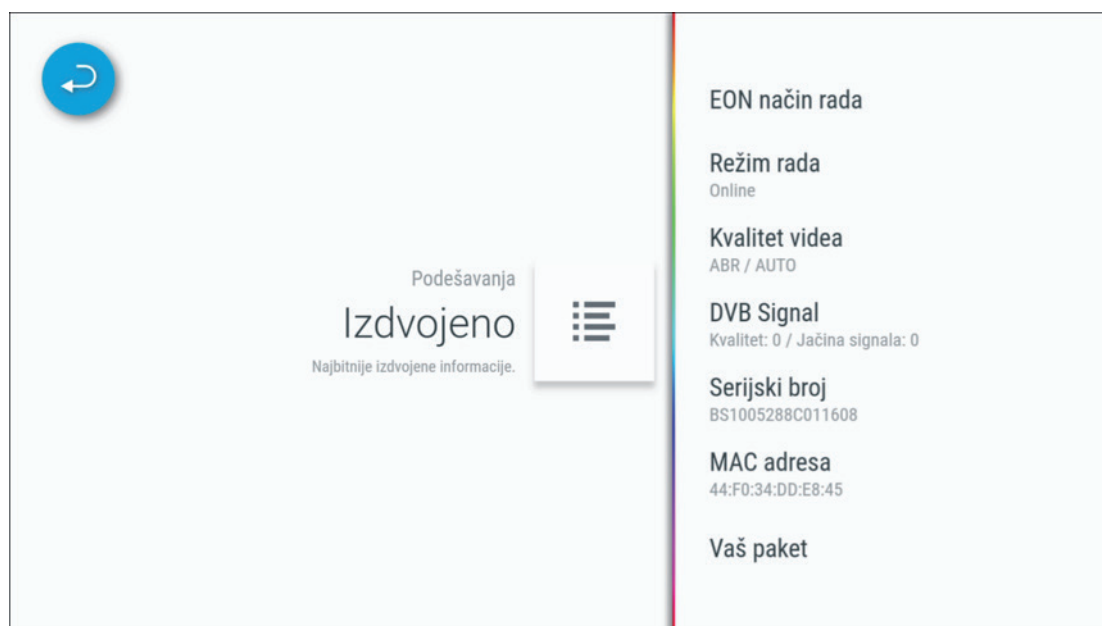 Podešavanja
Izdvojeno
Najbitnije izdvojene informacije.
EON način rada
Režim rada
Online
Kvalitet videa
ABR / AUTO
DVB Signal
Kvalitet: 0 / Jačina signala: 0
Serijski broj
BS1005288C011608
MAC adresa
44:F0:34:DD:E8:45
Vaš paket